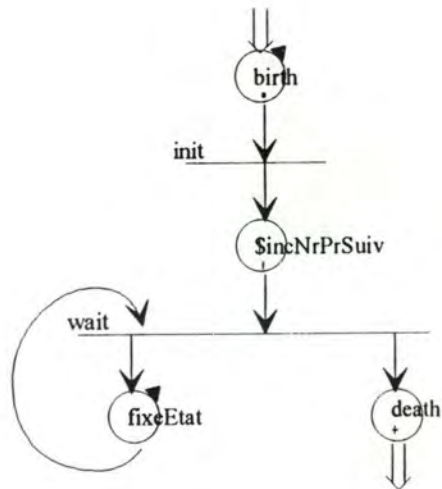 birth
init
$incNrPrSuiv
wait
fixeEtat
death
+